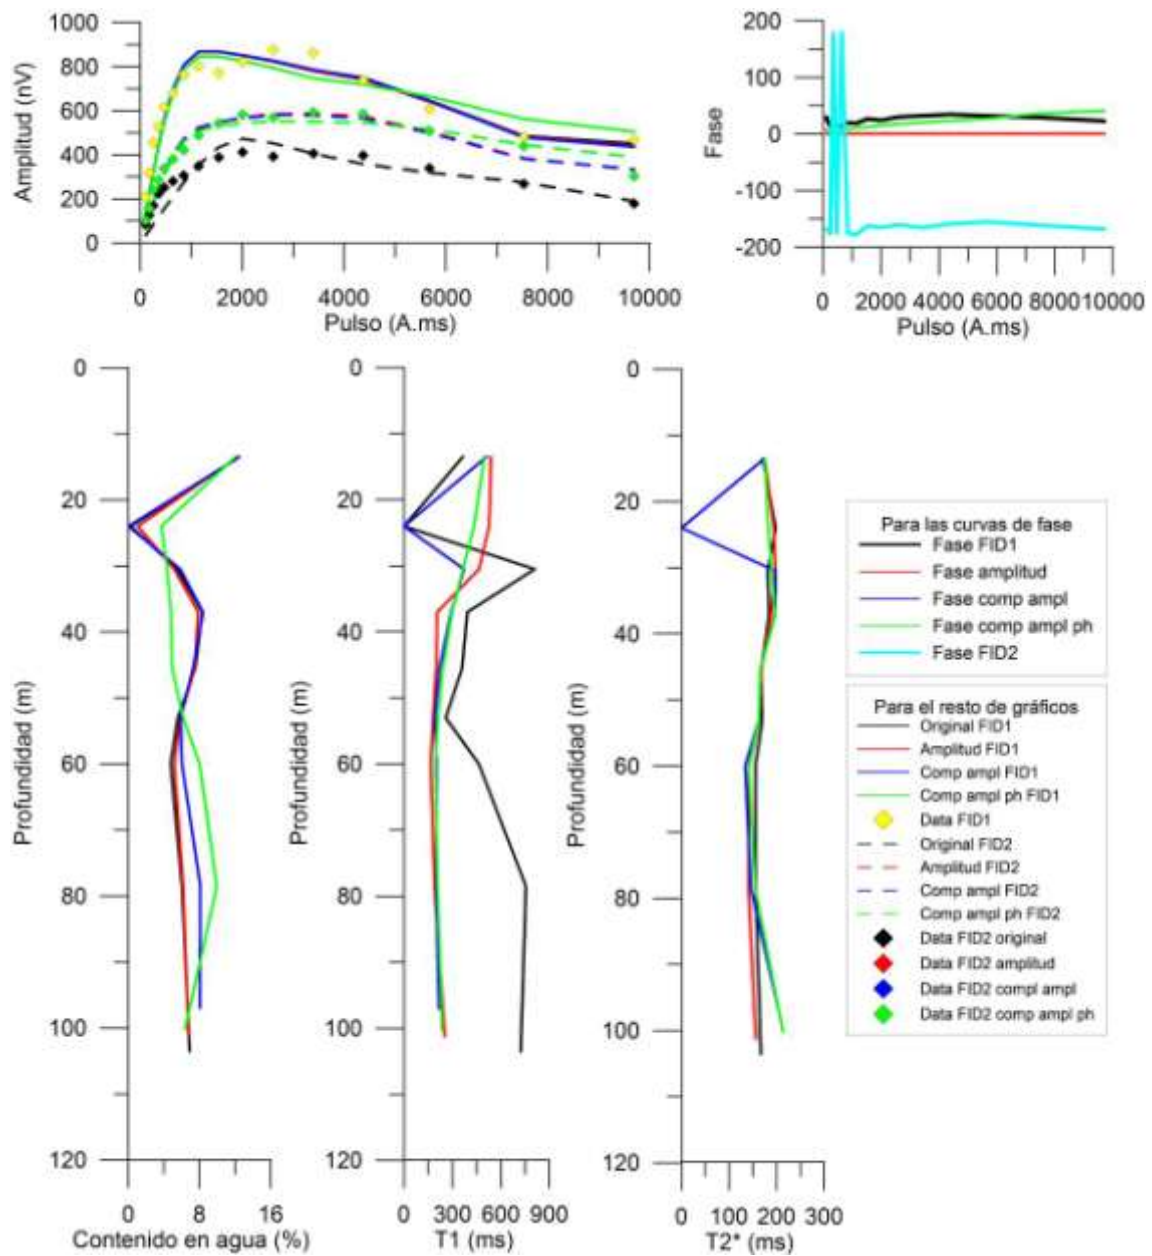 1000
800
600
400
200
0
Amplitud (nV)
0 2000 4000 6000 8000 10000
Pulso (A.ms)
200
100
0
-100
-200
Fase
0 2000 4000 6000 8000 10000
Pulso (A.ms)
0
20
40
60
80
100
120
Profundidad (m)
0 8 16
Contenido en agua (%)
0
20
40
60
80
100
120
Profundidad (m)
0 300 600 900
T1 (ms)
0
20
40
60
80
100
120
Profundidad (m)
0 100 200 300
T2* (ms)
Para las curvas de fase
Fase FID1
Fase amplitud
Fase comp ampl
Fase comp ampl ph
Fase FID2
Para el resto de gráficos
Original FID1
Amplitud FID1
Comp ampl FID1
Comp ampl ph FID1
Data FID1
Original FID2
Amplitud FID2
Comp ampl FID2
Comp ampl ph FID2
Data FID2 original
Data FID2 amplitud
Data FID2 compl ampl
Data FID2 comp ampl ph